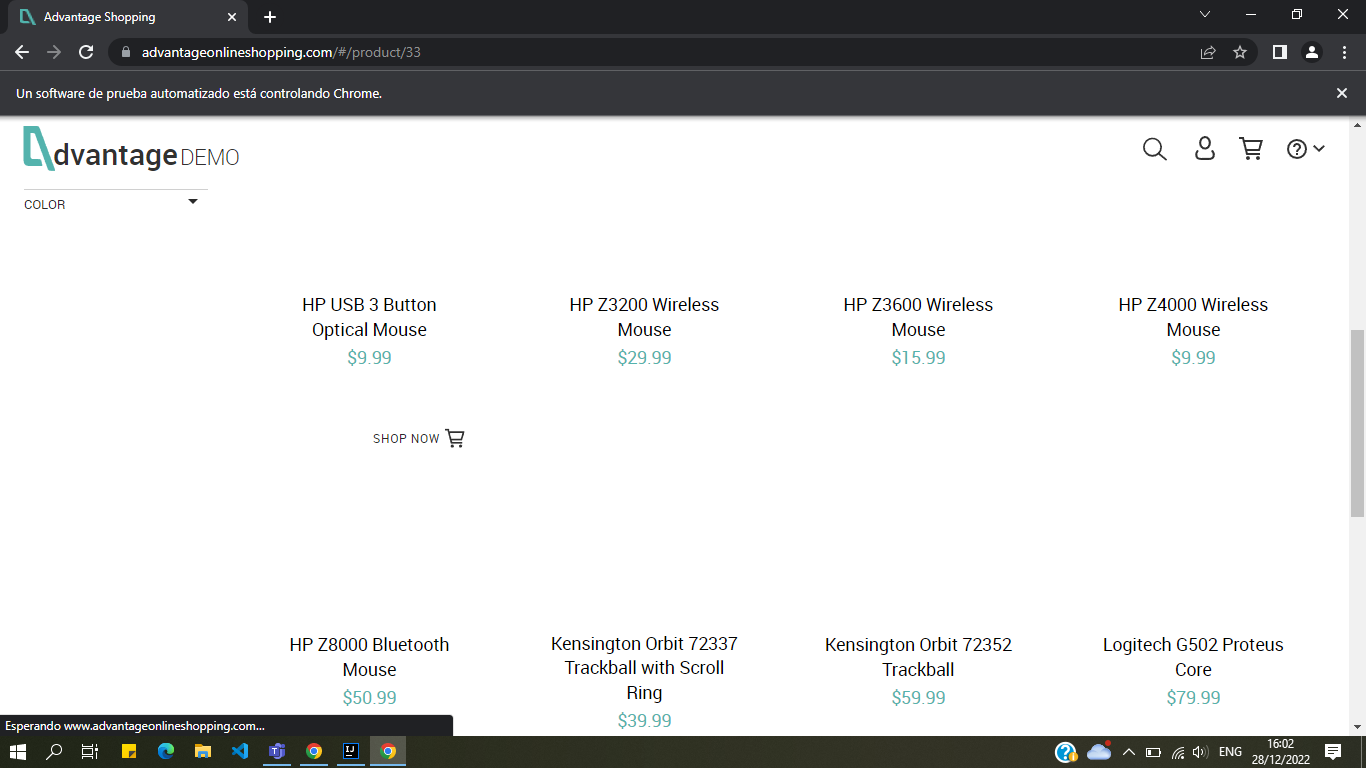 Advantage Shopping
advantageonlineshopping.com/#/product/33
Un software de prueba automatizado está controlando Chrome.
dvantage DEMO
COLOR
HP USB 3 Button
Optical Mouse
$9.99
HP Z3200 Wireless
Mouse
$29.99
HP Z3600 Wireless
Mouse
$15.99
HP Z4000 Wireless
Mouse
$9.99
SHOP NOW
HP Z8000 Bluetooth
Mouse
$50.99
Kensington Orbit 72337
Trackball with Scroll
Ring
$39.99
Kensington Orbit 72352
Trackball
$59.99
Logitech G502 Proteus
Core
$79.99
Esperando www.advantageonlineshopping.com...
ENG
16:02
28/12/2022